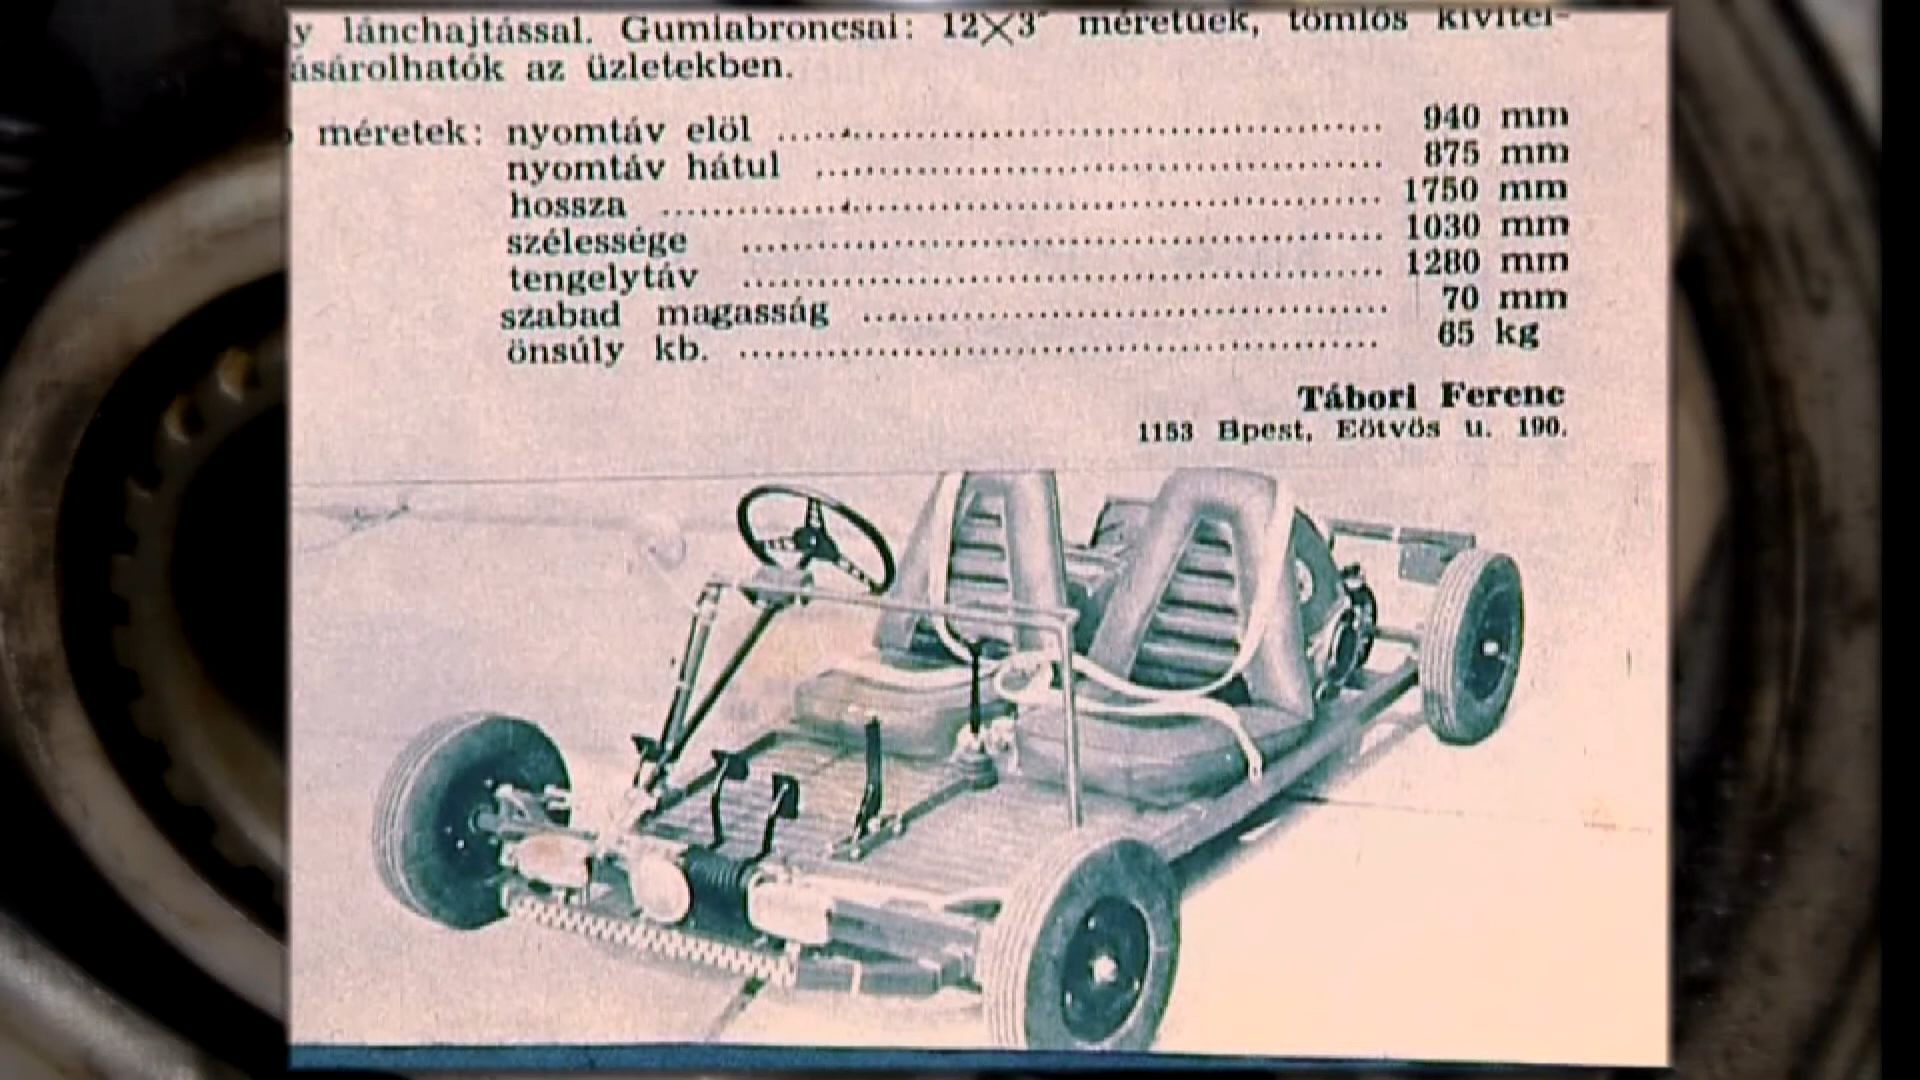 y lánchajtással. Gumiabroncsai: 12×3" méretűek, tömlős kivitel-
ásárolhatók az üzletekben.
méretek: nyomtáv elöl ........ 940 mm
nyomtáv hátul ........ 875 mm
hossza ........ 1750 mm
szélessége ........ 1030 mm
tengelytáv ........ 1280 mm
szabad magasság ........ 70 mm
önsúly kb. ........ 65 kg
Tábori Ferenc
1153 Bpest, Eötvös u. 190.